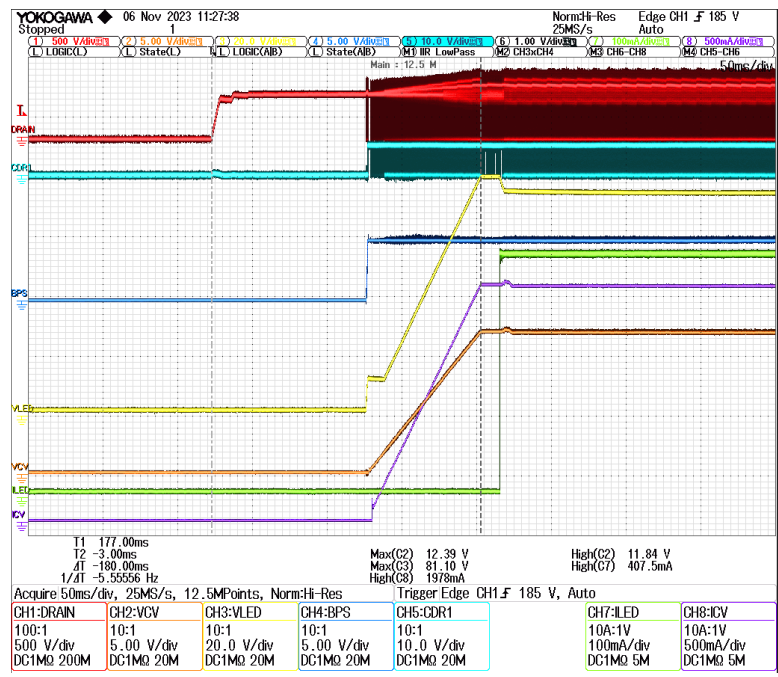 YOKOGAWA ◆ 06 Nov 2023 11:27:38 Norm:Hi-Res Edge CH1 ƒ 185 V
Stopped 1 25MS/s Auto
1 500 V/div 2 5.00 V/div 3 20.0 V/div 4 5.00 V/div 5 10.0 V/div 6 1.00 V/div 7 100mA/div 8 500mA/div
(L) LOGIC(L) (L) State(L) (L) LOGIC(A|B) (L) State(A|B) M1 IIR LowPass M2 CH3xCH4 M3 CH6-CH8 M4 CH5-CH6
Main : 12.5 M 50ms/div
DRAIN
CDR1
BPS
VLED
VCV
ILED
ICV
T1 177.00ms
T2 -3.00ms Max(C2) 12.39 V High(C2) 11.84 V
ΔT -180.00ms Max(C3) 81.10 V High(C7) 407.5mA
1/ΔT -5.55556 Hz High(C8) 1978mA
Acquire 50ms/div, 25MS/s, 12.5MPoints, Norm:Hi-Res Trigger Edge CH1 ƒ 185 V, Auto
CH1:DRAIN CH2:VCV CH3:VLED CH4:BPS CH5:CDR1 CH7:ILED CH8:ICV
100:1 10:1 10:1 10:1 10:1 10A:1V 10A:1V
500 V/div 5.00 V/div 20.0 V/div 5.00 V/div 10.0 V/div 100mA/div 500mA/div
DC1MΩ 200M DC1MΩ 20M DC1MΩ 20M DC1MΩ 20M DC1MΩ 20M DC1MΩ 5M DC1MΩ 5M